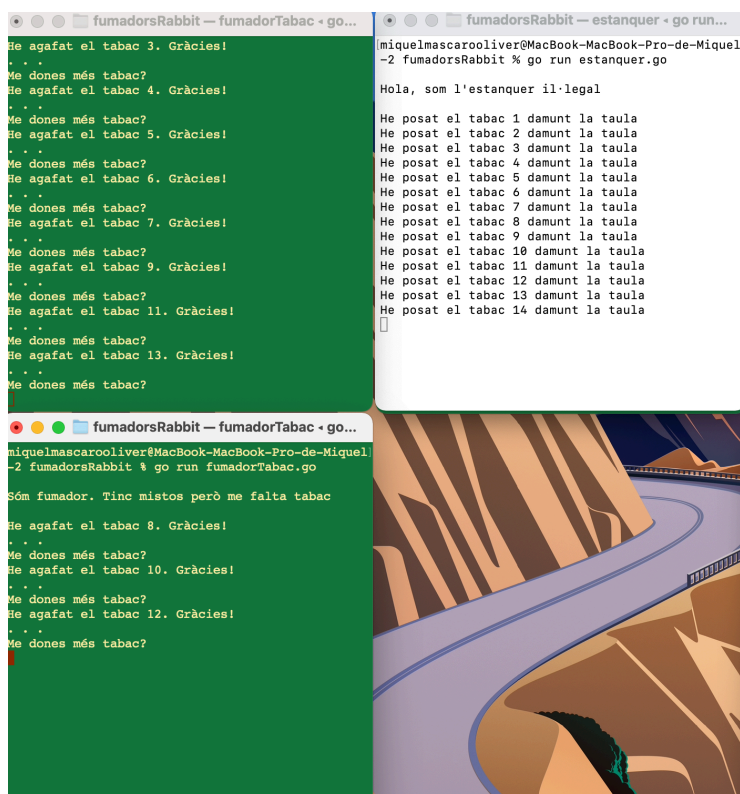 fumadorsRabbit — fumadorTabac ◂ go...
He agafat el tabac 3. Gràcies!
. . .
Me dones més tabac?
He agafat el tabac 4. Gràcies!
. . .
Me dones més tabac?
He agafat el tabac 5. Gràcies!
. . .
Me dones més tabac?
He agafat el tabac 6. Gràcies!
. . .
Me dones més tabac?
He agafat el tabac 7. Gràcies!
. . .
Me dones més tabac?
He agafat el tabac 9. Gràcies!
. . .
Me dones més tabac?
He agafat el tabac 11. Gràcies!
. . .
Me dones més tabac?
He agafat el tabac 13. Gràcies!
. . .
Me dones més tabac?
fumadorsRabbit — estanquer ◂ go run...
[miquelmascarooliver@MacBook-MacBook-Pro-de-Miquel
-2 fumadorsRabbit % go run estanquer.go
Hola, som l'estanquer il·legal
He posat el tabac 1 damunt la taula
He posat el tabac 2 damunt la taula
He posat el tabac 3 damunt la taula
He posat el tabac 4 damunt la taula
He posat el tabac 5 damunt la taula
He posat el tabac 6 damunt la taula
He posat el tabac 7 damunt la taula
He posat el tabac 8 damunt la taula
He posat el tabac 9 damunt la taula
He posat el tabac 10 damunt la taula
He posat el tabac 11 damunt la taula
He posat el tabac 12 damunt la taula
He posat el tabac 13 damunt la taula
He posat el tabac 14 damunt la taula
fumadorsRabbit — fumadorTabac ◂ go...
miquelmascarooliver@MacBook-MacBook-Pro-de-Miquel]
-2 fumadorsRabbit % go run fumadorTabac.go
Sóm fumador. Tinc mistos però me falta tabac
He agafat el tabac 8. Gràcies!
. . .
Me dones més tabac?
He agafat el tabac 10. Gràcies!
. . .
Me dones més tabac?
He agafat el tabac 12. Gràcies!
. . .
Me dones més tabac?